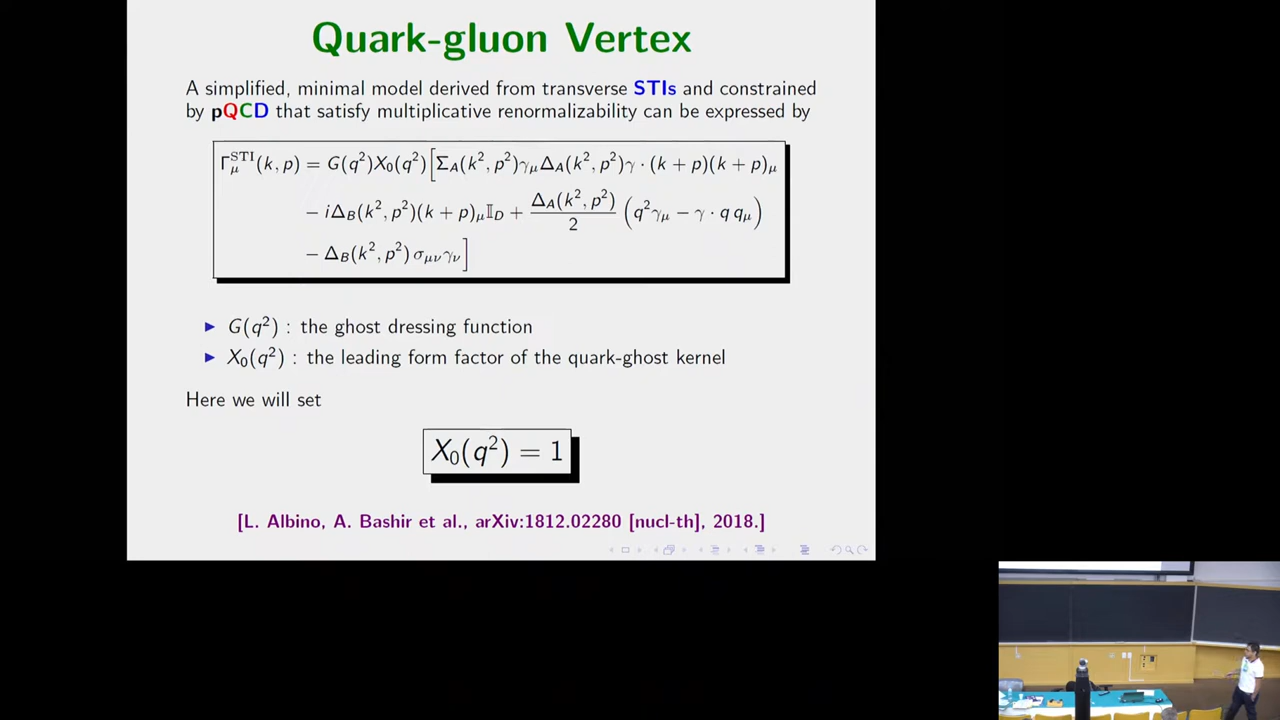 Quark-gluon Vertex
A simplified, minimal model derived from transverse STIs and constrained
by pQCD that satisfy multiplicative renormalizability can be expressed by
Γ_μ^STI(k, p) = G(q²)X₀(q²)[Σ_A(k², p²)γ_μΔ_A(k², p²)γ · (k + p)(k + p)_μ
− iΔ_B(k², p²)(k + p)_μ𝕀_D + Δ_A(k², p²)/2 (q²γ_μ − γ · q q_μ)
− Δ_B(k², p²) σ_μνγ_ν]
▶ G(q²) : the ghost dressing function
▶ X₀(q²) : the leading form factor of the quark-ghost kernel
Here we will set
X₀(q²) = 1
[L. Albino, A. Bashir et al., arXiv:1812.02280 [nucl-th], 2018.]